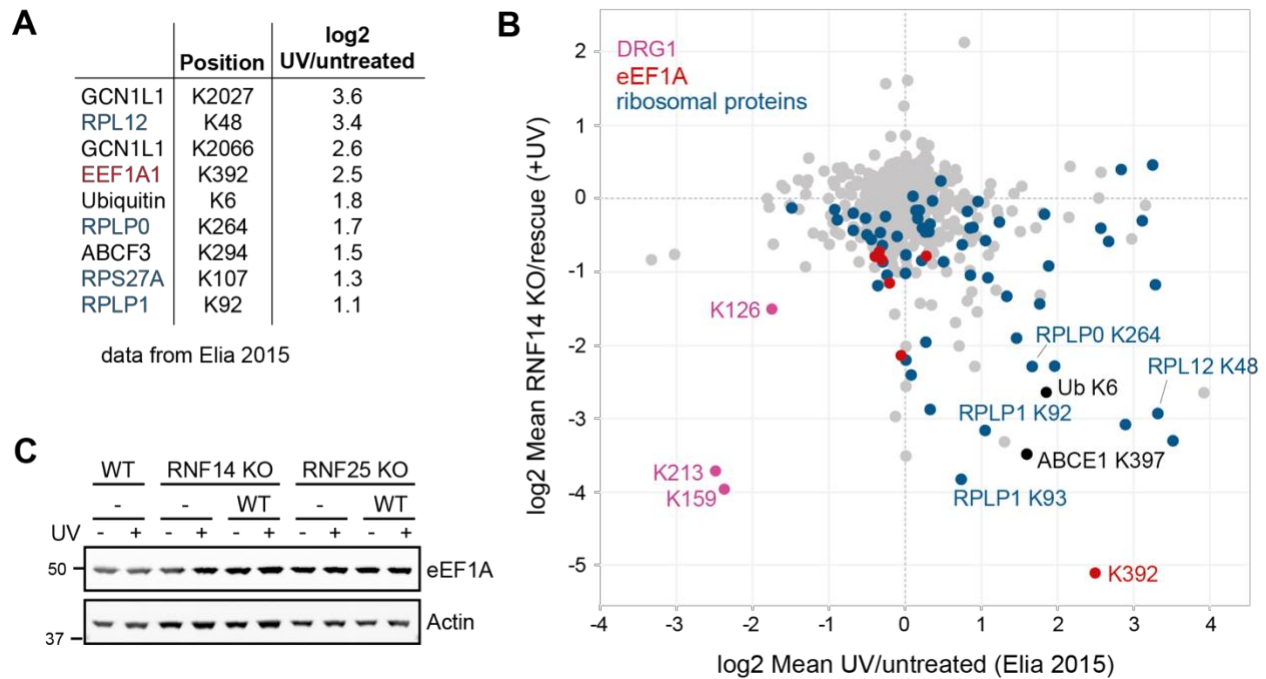 A
Position log2 UV/untreated
GCN1L1 K2027 3.6
RPL12 K48 3.4
GCN1L1 K2066 2.6
EEF1A1 K392 2.5
Ubiquitin K6 1.8
RPLP0 K264 1.7
ABCF3 K294 1.5
RPS27A K107 1.3
RPLP1 K92 1.1
data from Elia 2015
B
log2 Mean RNF14 KO/rescue (+UV)
2
1
0
-1
-2
-3
-4
-5
DRG1
eEF1A
ribosomal proteins
K126
RPLP0 K264
RPL12 K48
Ub K6
RPLP1 K92
ABCE1 K397
K213
K159
RPLP1 K93
K392
-4 -3 -2 -1 0 1 2 3 4
log2 Mean UV/untreated (Elia 2015)
C
WT RNF14 KO RNF25 KO
- - WT - WT
UV - + - + - + - + - +
50 eEF1A
Actin
37